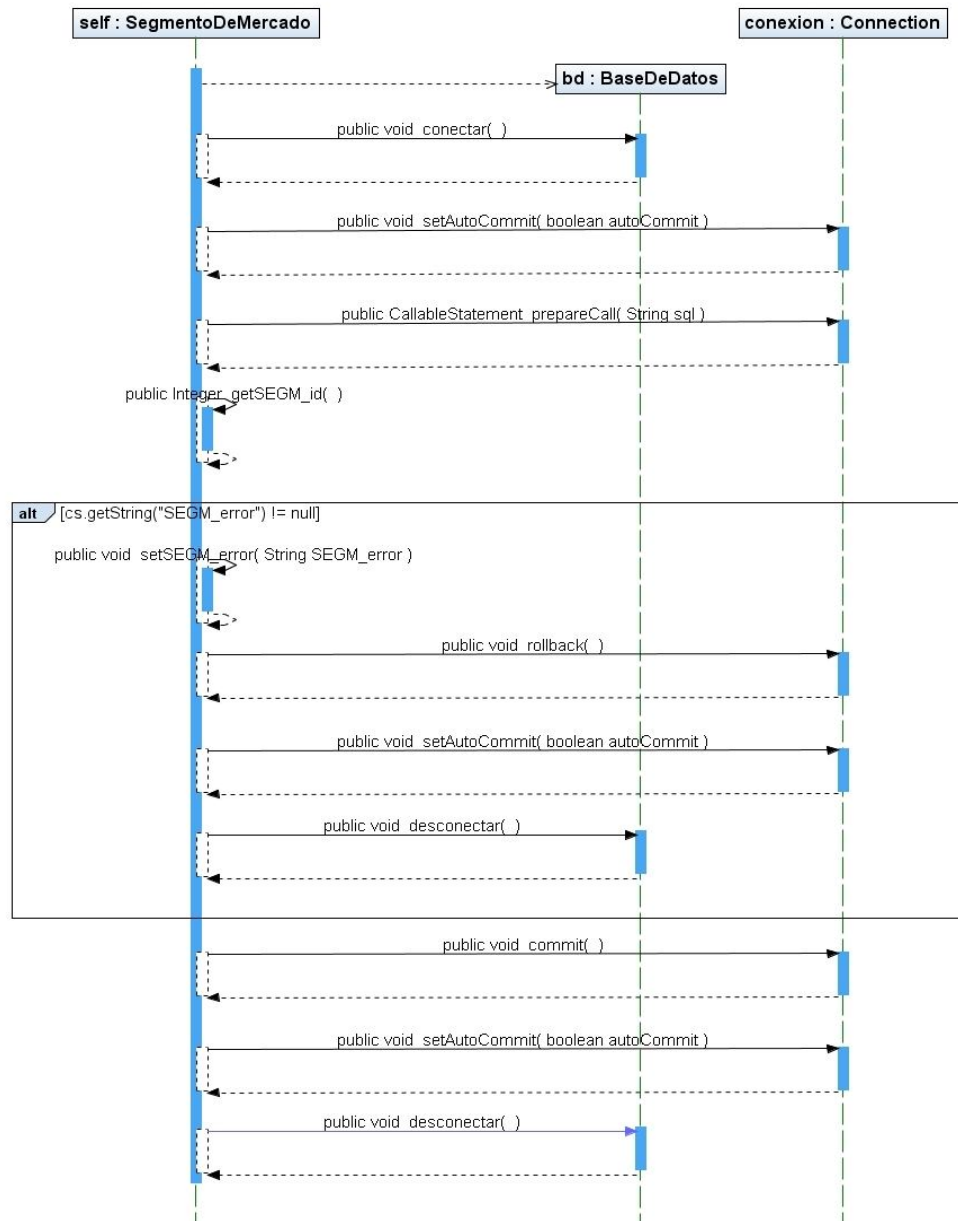 self : SegmentoDeMercado
conexion : Connection
bd : BaseDeDatos
public void conectar( )
public void setAutoCommit( boolean autoCommit )
public CallableStatement prepareCall( String sql )
public Integer getSEGM_id( )
alt [cs.getString("SEGM_error") != null]
public void setSEGM_error( String SEGM_error )
public void rollback( )
public void setAutoCommit( boolean autoCommit )
public void desconectar( )
public void commit( )
public void setAutoCommit( boolean autoCommit )
public void desconectar( )